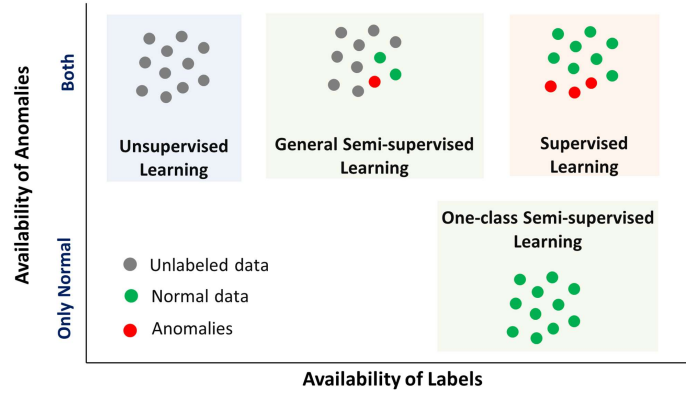 Availability of Anomalies
Both
Only Normal
Unsupervised
Learning
General Semi-supervised
Learning
Supervised
Learning
One-class Semi-supervised
Learning
Unlabeled data
Normal data
Anomalies
Availability of Labels